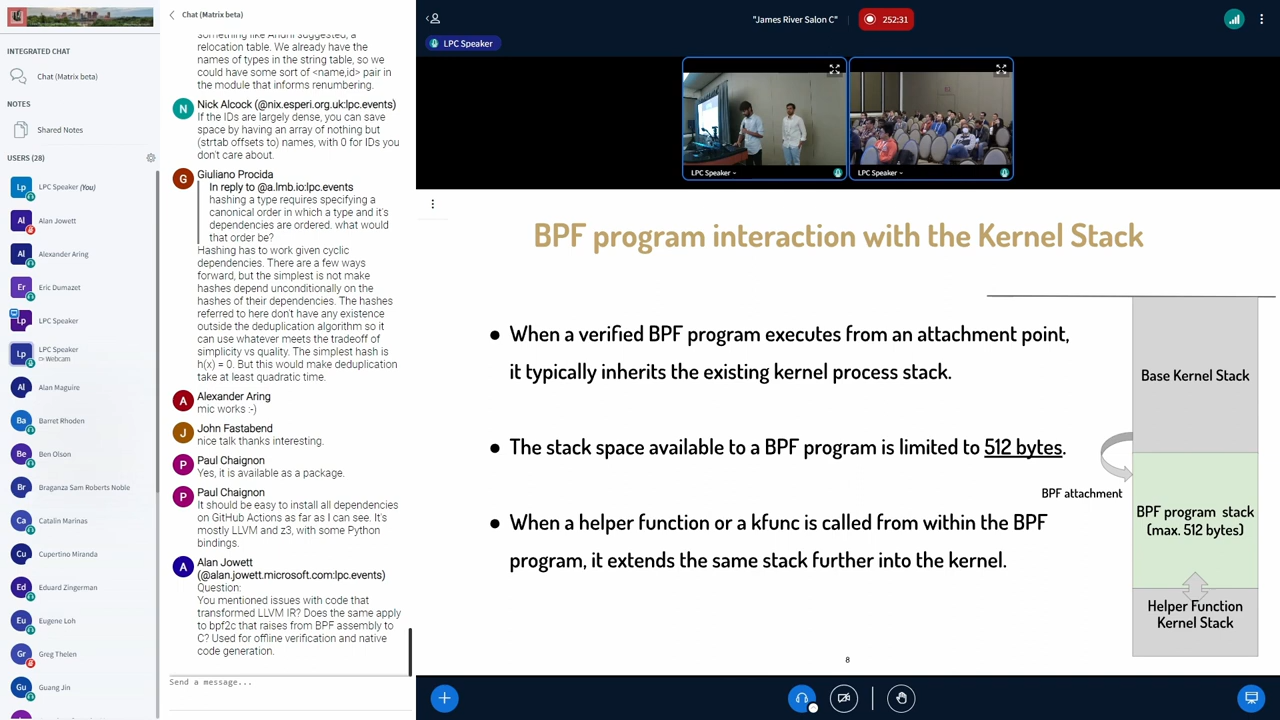 INTEGRATED CHAT
Chat (Matrix beta)
NOTES
Shared Notes
USERS (28)
Lp LPC Speaker (You)
Al Alan Jowett
Al Alexander Aring
Er Eric Dumazet
Lp LPC Speaker
Lp LPC Speaker
Webcam
Al Alan Maguire
Ba Barret Rhoden
Be Ben Olson
Br Braganza Sam Roberts Noble
Ca Catalin Marinas
Cu Cupertino Miranda
Ed Eduard Zingerman
Eu Eugene Loh
Gr Greg Thelen
Gu Guang Jin
Chat (Matrix beta)
something like Andrii suggested, a
relocation table. We already have the
names of types in the string table, so we
could have some sort of <name,id> pair in
the module that informs renumbering.
N Nick Alcock (@nix.esperi.org.uk:lpc.events)
If the IDs are largely dense, you can save
space by having an array of nothing but
(strtab offsets to) names, with 0 for IDs you
don't care about.
G Giuliano Procida
In reply to @a.lmb.io:lpc.events
hashing a type requires specifying a
canonical order in which a type and it's
dependencies are ordered. what would
that order be?
Hashing has to work given cyclic
dependencies. There are a few ways
forward, but the simplest is not make
hashes depend unconditionally on the
hashes of their dependencies. The hashes
referred to here don't have any existence
outside the deduplication algorithm so it
can use whatever meets the tradeoff of
simplicity vs quality. The simplest hash is
h(x) = 0. But this would make deduplication
take at least quadratic time.
A Alexander Aring
mic works :-)
J John Fastabend
nice talk thanks interesting.
P Paul Chaignon
Yes, it is available as a package.
P Paul Chaignon
It should be easy to install all dependencies
on GitHub Actions as far as I can see. It's
mostly LLVM and z3, with some Python
bindings.
A Alan Jowett
(@alan.jowett.microsoft.com:lpc.events)
Question:
You mentioned issues with code that
transformed LLVM IR? Does the same apply
to bpf2c that raises from BPF assembly to
C? Used for offline verification and native
code generation.
Send a message...
"James River Salon C"
252:31
LPC Speaker
LPC Speaker
LPC Speaker
BPF program interaction with the Kernel Stack
● When a verified BPF program executes from an attachment point,
it typically inherits the existing kernel process stack.
● The stack space available to a BPF program is limited to 512 bytes.
● When a helper function or a kfunc is called from within the BPF
program, it extends the same stack further into the kernel.
Base Kernel Stack
BPF attachment
BPF program stack
(max. 512 bytes)
Helper Function
Kernel Stack
8